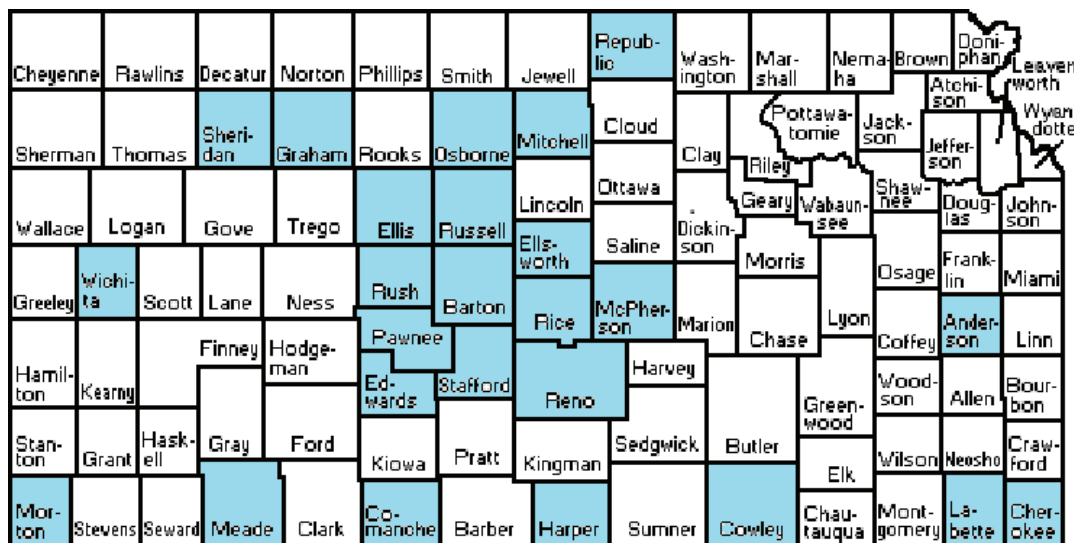 Cheyenne
Rawlins
Decatur
Norton
Phillips
Smith
Jewell
Republ-
lic
Wash-
ington
Mar-
shall
Nema-
ha
Brown
Doni-
phan
Leaven
worth
Atchi-
son
Wyan
dotte
Sherman
Thomas
Sheri-
dan
Graham
Rooks
Osborne
Mitchell
Cloud
Clay
Pottawa-
tomie
Riley
Jack-
son
Jeffer-
son
Wallace
Logan
Gove
Trego
Ellis
Russell
Lincoln
Ottawa
Saline
Dickin-
son
Geary
Wabaun-
see
Shaw-
nee
Doug-
las
John-
son
Greeley
Wichi-
ta
Scott
Lane
Ness
Rush
Barton
Ells-
worth
Rice
McPher-
son
Marion
Morris
Chase
Lyon
Osage
Frank-
lin
Miami
Hamil-
ton
Kearny
Finney
Hodge-
man
Pawnee
Stafford
Ed-
wards
Reno
Harvey
Coffey
Ander-
son
Linn
Stan-
ton
Grant
Hask-
ell
Gray
Ford
Kiowa
Pratt
Kingman
Sedgwick
Butler
Green-
wood
Wood-
son
Allen
Bour-
bon
Elk
Wilson
Neosho
Craw-
ford
Mor-
ton
Stevens
Seward
Meade
Clark
Co-
manche
Barber
Harper
Sumner
Cowley
Chau-
tauqua
Mont-
gomery
La-
bette
Cher-
okee